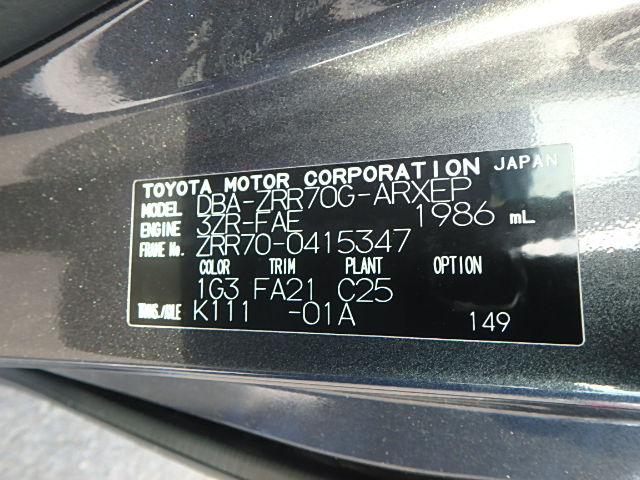 TOYOTA MOTOR CORPORATION JAPAN
MODEL DBA-ZRR70G-ARXEP
ENGINE 3ZR-FAE 1986 mL
FRAME No. ZRR70-0415347
COLOR TRIM PLANT OPTION
1G3 FA21 C25
TRANS./AXLE K111 -01A 149